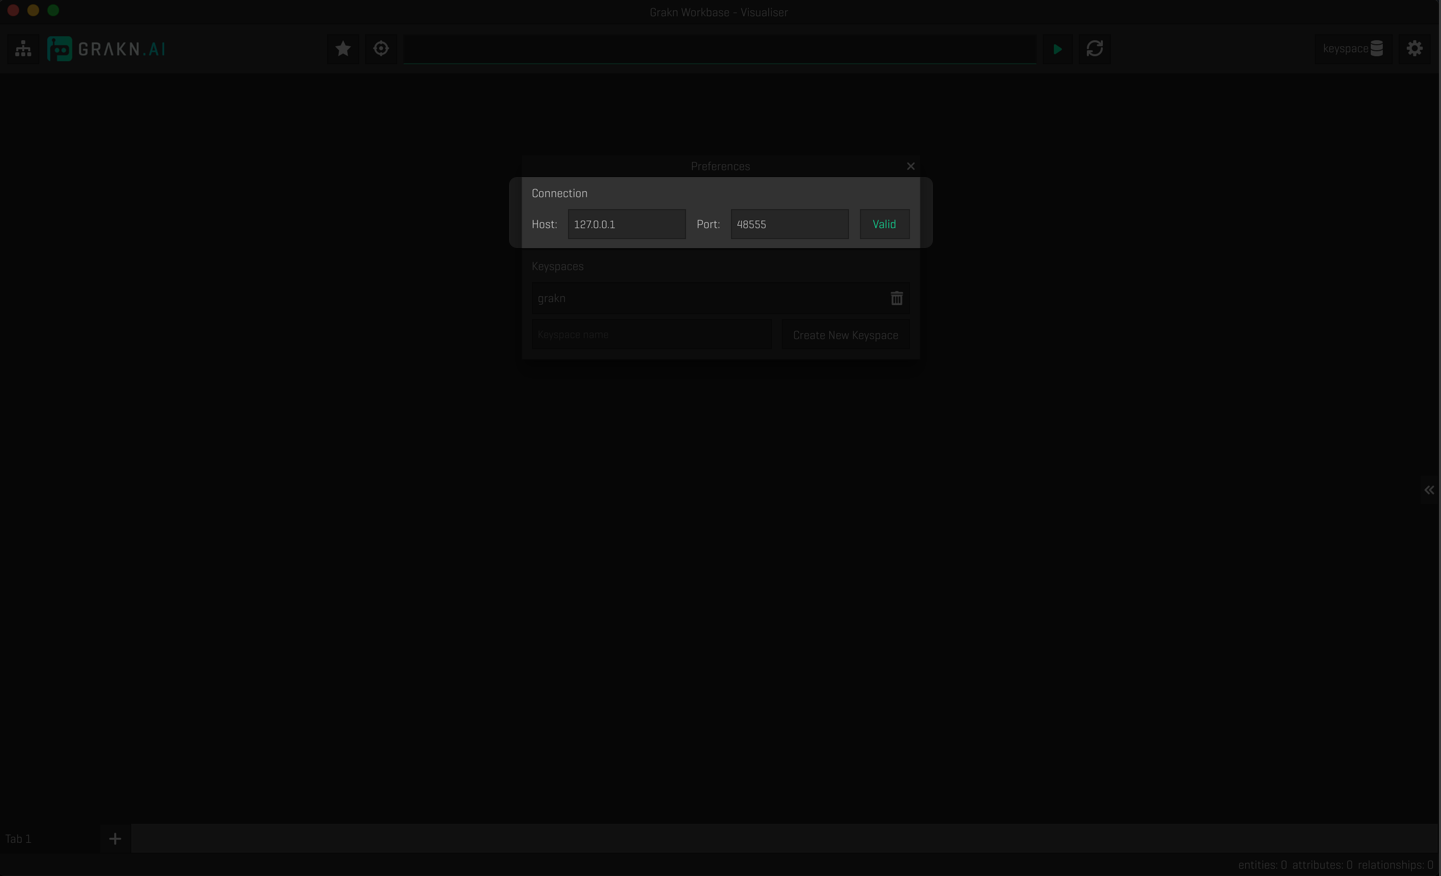 Grakn Workbase - Visualiser
GRAKN.AI
keyspace
Preferences
Connection
Host: 127.0.0.1 Port: 48555 Valid
Keyspaces
grakn
Keyspace name Create New Keyspace
Tab 1
entities: 0 attributes: 0 relationships: 0